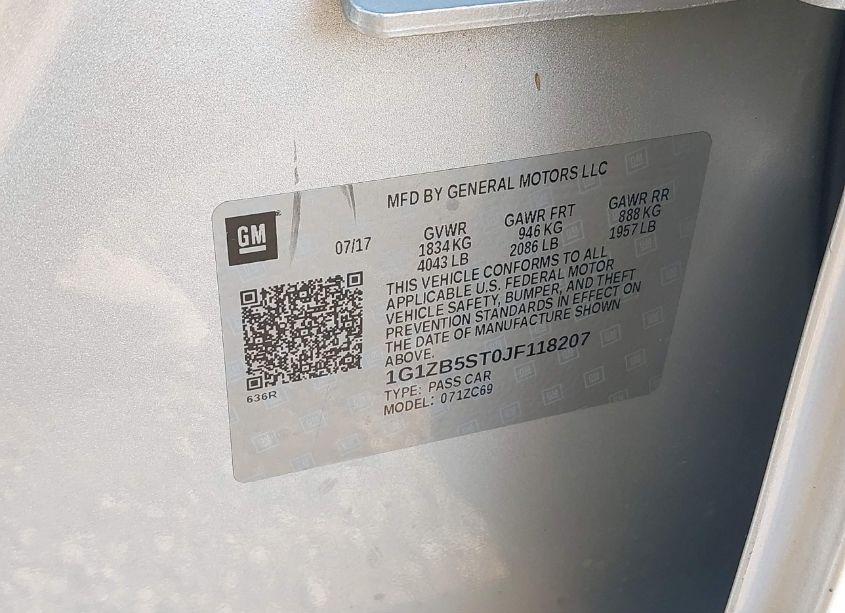 MFD BY GENERAL MOTORS LLC
GM
07/17
GVWR
1834 KG
4043 LB
GAWR FRT
946 KG
2086 LB
GAWR RR
888 KG
1957 LB
THIS VEHICLE CONFORMS TO ALL
APPLICABLE U.S. FEDERAL MOTOR
VEHICLE SAFETY, BUMPER, AND THEFT
PREVENTION STANDARDS IN EFFECT ON
THE DATE OF MANUFACTURE SHOWN
ABOVE.
1G1ZB5ST0JF118207
TYPE: PASS CAR
MODEL: 071ZC69
636R